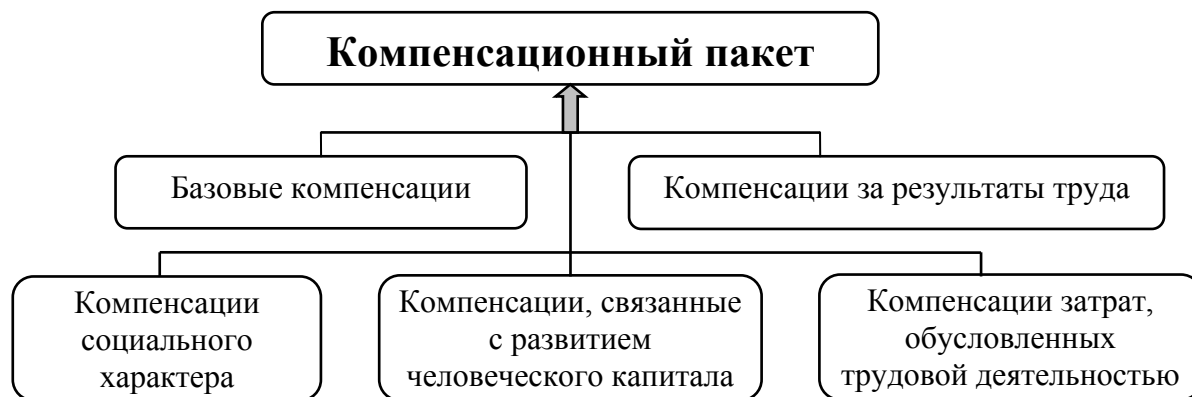 Компенсационный пакет
Базовые компенсации
Компенсации за результаты труда
Компенсации
социального
характера
Компенсации, связанные
с развитием
человеческого капитала
Компенсации затрат,
обусловленных
трудовой деятельностью